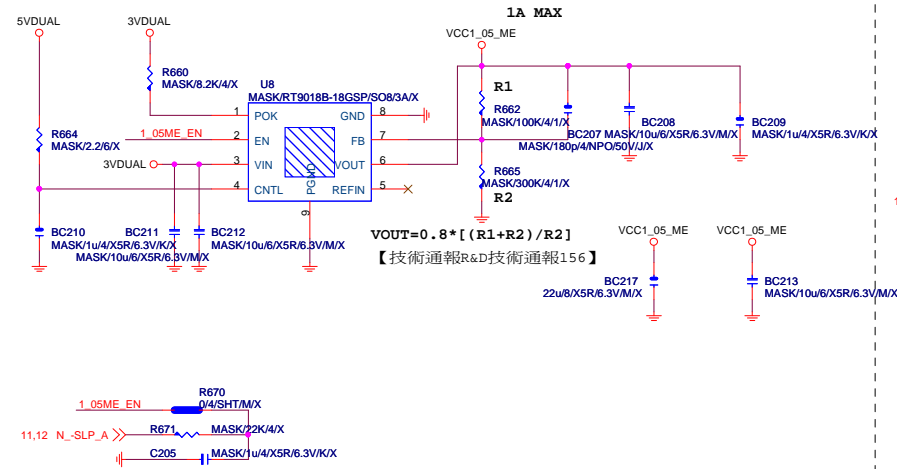 1A MAX
5VDUAL
3VDUAL
VCC1_05_ME
R660
MASK/8.2K/4/X
U8
MASK/RT9018B-18GSP/SO8/3A/X
R1
1
POK
GND
8
R662
MASK/100K/4/1/X
R664
MASK/2.2/6/X
1_05ME_EN
2
EN
FB
7
BC207
MASK/180p/4/NPO/50V/J/X
BC208
MASK/10u/6/X5R/6.3V/M/X
BC209
MASK/1u/4/X5R/6.3V/K/X
3VDUAL
3
VIN
VOUT
6
4
CNTL
PGND
REFIN
5
9
R665
MASK/300K/4/1/X
R2
BC210
MASK/1u/4/X5R/6.3V/K/X
BC211
MASK/10u/6/X5R/6.3V/M/X
BC212
MASK/10u/6/X5R/6.3V/M/X
VOUT=0.8*[(R1+R2)/R2]
【技術通報R&D技術通報156】
VCC1_05_ME
VCC1_05_ME
BC217
22u/8/X5R/6.3V/M/X
BC213
MASK/10u/6/X5R/6.3V/M/X
1_05ME_EN
R670
0/4/SHT/M/X
11,12 N_-SLP_A
R671
MASK/22K/4/X
C205
MASK/1u/4/X5R/6.3V/K/X